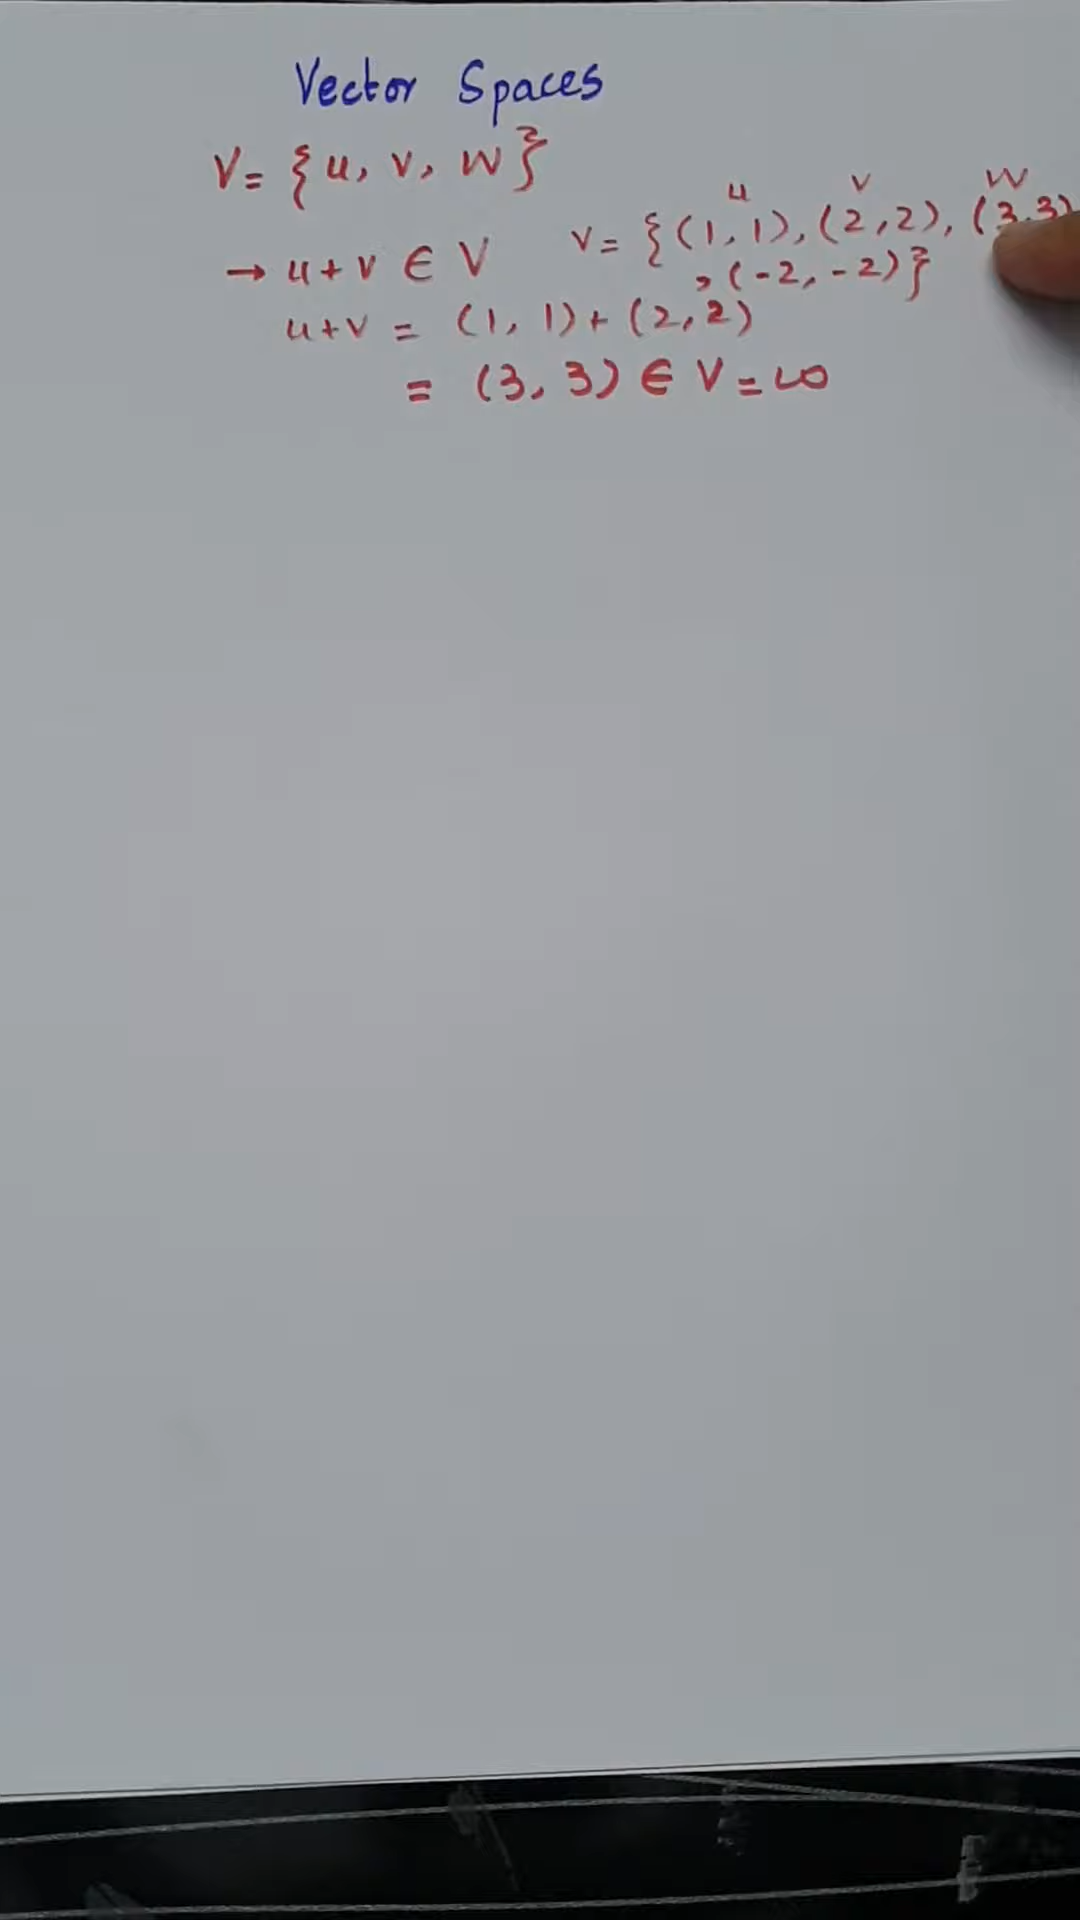 Vector Spaces
V = {u, v, w}
u v w
V = {(1, 1), (2, 2), (3, 3)
, (-2, -2)}
→ u + v ∈ V
u + v = (1, 1) + (2, 2)
= (3, 3) ∈ V = w